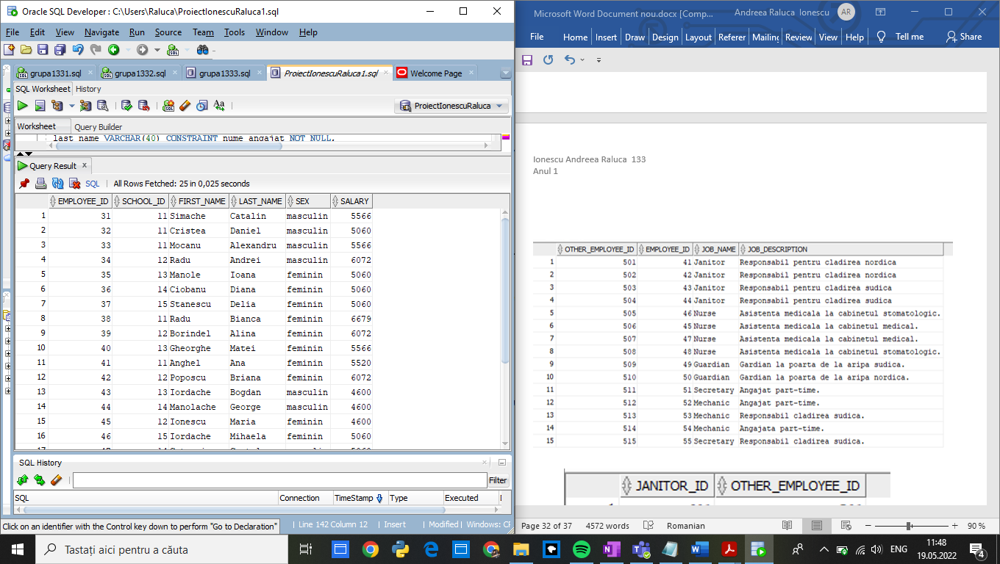 Oracle SQL Developer : C:\Users\Raluca\ProiectIonescuRaluca1.sql
File Edit View Navigate Run Source Team Tools Window Help
grupa1331.sql grupa1332.sql grupa1333.sql ProiectIonescuRaluca1.sql Welcome Page
SQL Worksheet History
ProiectIonescuRaluca
Worksheet Query Builder
last_name VARCHAR(40) CONSTRAINT nume_angajat NOT NULL,
Query Result x
SQL All Rows Fetched: 25 in 0,025 seconds
EMPLOYEE_ID SCHOOL_ID FIRST_NAME LAST_NAME SEX SALARY
1 31 11 Simache Catalin masculin 5566
2 32 11 Cristea Daniel masculin 5060
3 33 11 Mocanu Alexandru masculin 5566
4 34 12 Radu Andrei masculin 6072
5 35 13 Manole Ioana feminin 5060
6 36 14 Ciobanu Diana feminin 5060
7 37 15 Stanescu Delia feminin 5060
8 38 11 Radu Bianca feminin 6679
9 39 12 Borindel Alina feminin 6072
10 40 13 Gheorghe Matei feminin 5566
11 41 11 Anghel Ana feminin 5520
12 42 12 Poposcu Briana feminin 6072
13 43 13 Iordache Bogdan masculin 4600
14 44 14 Manolache George masculin 4600
15 45 12 Ionescu Maria feminin 4600
16 46 15 Iordache Mihaela feminin 5060
SQL History
Filter
SQL Connection TimeStamp Type Executed
Click on an identifier with the Control key down to perform "Go to Declaration" | Line 142 Column 12 | Insert | Modified | Windows: CF
Microsoft Word Document nou.docx [Comp... Andreea Raluca Ionescu AR
File Home Insert Draw Design Layout Referer Mailing Review View Help Tell me Share
Ionescu Andreea Raluca 133
Anul 1
OTHER_EMPLOYEE_ID EMPLOYEE_ID JOB_NAME JOB_DESCRIPTION
1 501 41 Janitor Responsabil pentru cladirea nordica
2 502 42 Janitor Responsabil pentru cladirea nordica
3 503 43 Janitor Responsabil pentru cladirea sudica
4 504 44 Janitor Responsabil pentru cladirea sudica
5 505 46 Nurse Asistenta medicala la cabinetul stomatologic.
6 506 45 Nurse Asistenta medicala la cabinetul medical.
7 507 47 Nurse Asistenta medicala la cabinetul medical.
8 508 48 Nurse Asistenta medicala la cabinetul stomatologic.
9 509 49 Guardian Gardian la poarta de la aripa sudica.
10 510 50 Guardian Gardian la poarta de la aripa nordica.
11 511 51 Secretary Angajat part-time.
12 512 52 Mechanic Angajat part-time.
13 513 53 Mechanic Responsabil cladirea sudica.
14 514 54 Mechanic Angajata part-time.
15 515 55 Secretary Responsabil cladirea sudica.
JANITOR_ID OTHER_EMPLOYEE_ID
Page 32 of 37 4572 words Romanian 90 %
Tastați aici pentru a căuta
ENG 11:48
19.05.2022
4